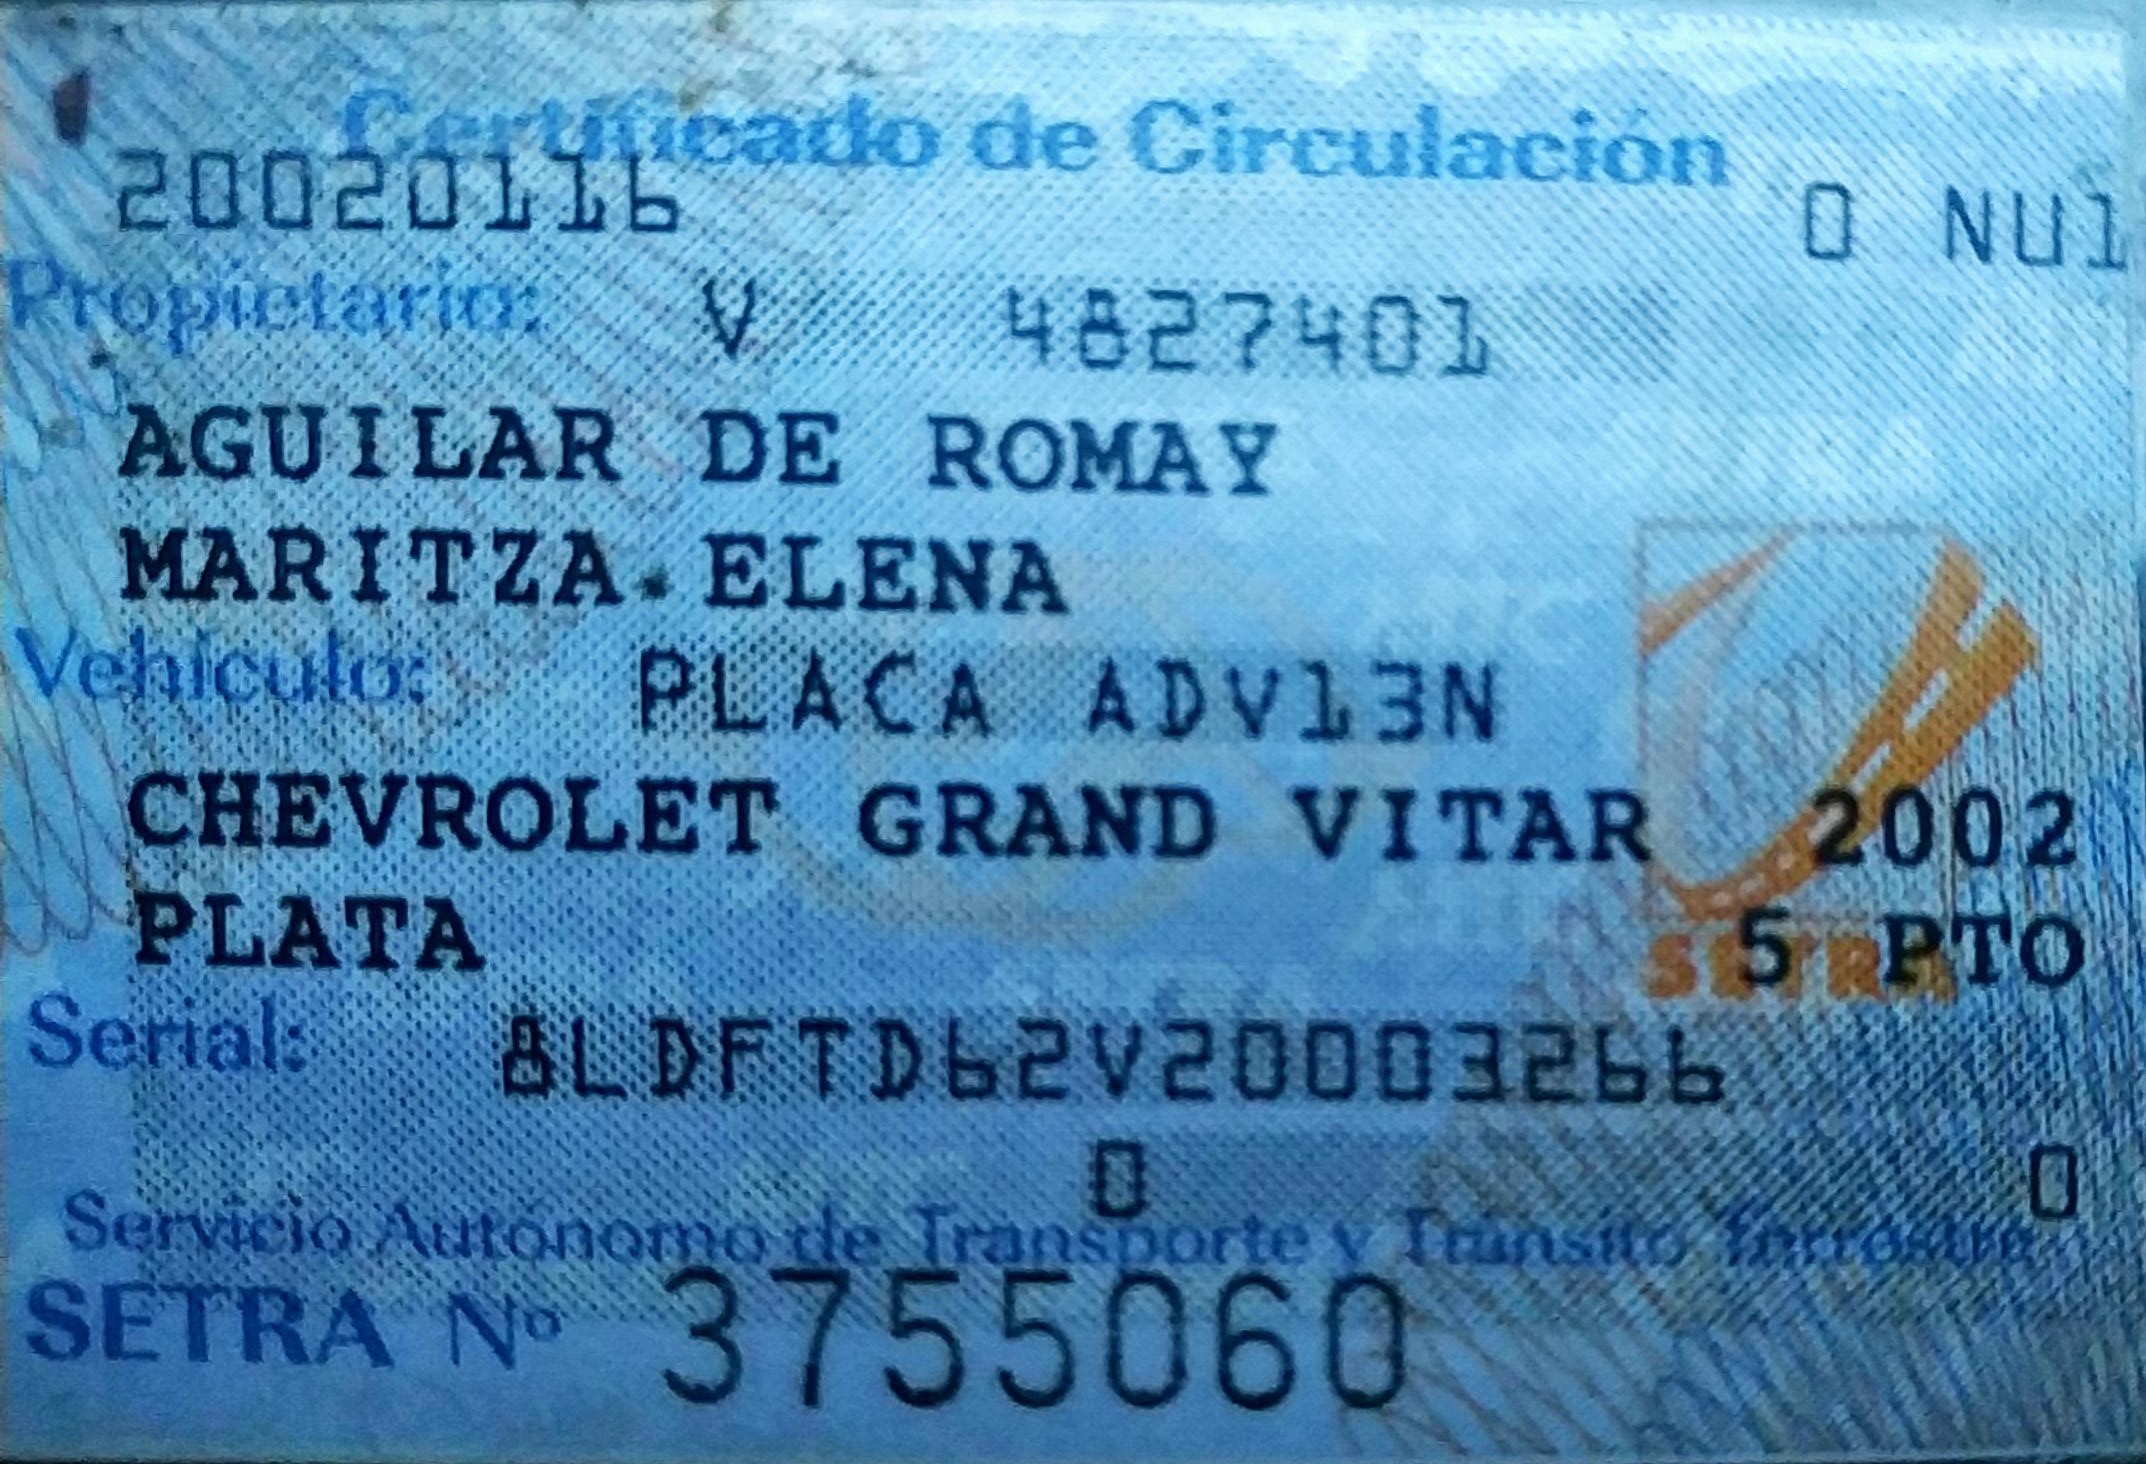 Certificado de Circulación
20020116 0 NU1
Propietario: V 4827401
AGUILAR DE ROMAY
MARITZA ELENA
Vehículo: PLACA ADV13N
CHEVROLET GRAND VITAR 2002
PLATA 5 PTO
SETRA
Serial: 8LDFTD62V20003266
0 0
Servicio Autónomo de Transporte y Tránsito Terrestre
SETRA Nº 3755060